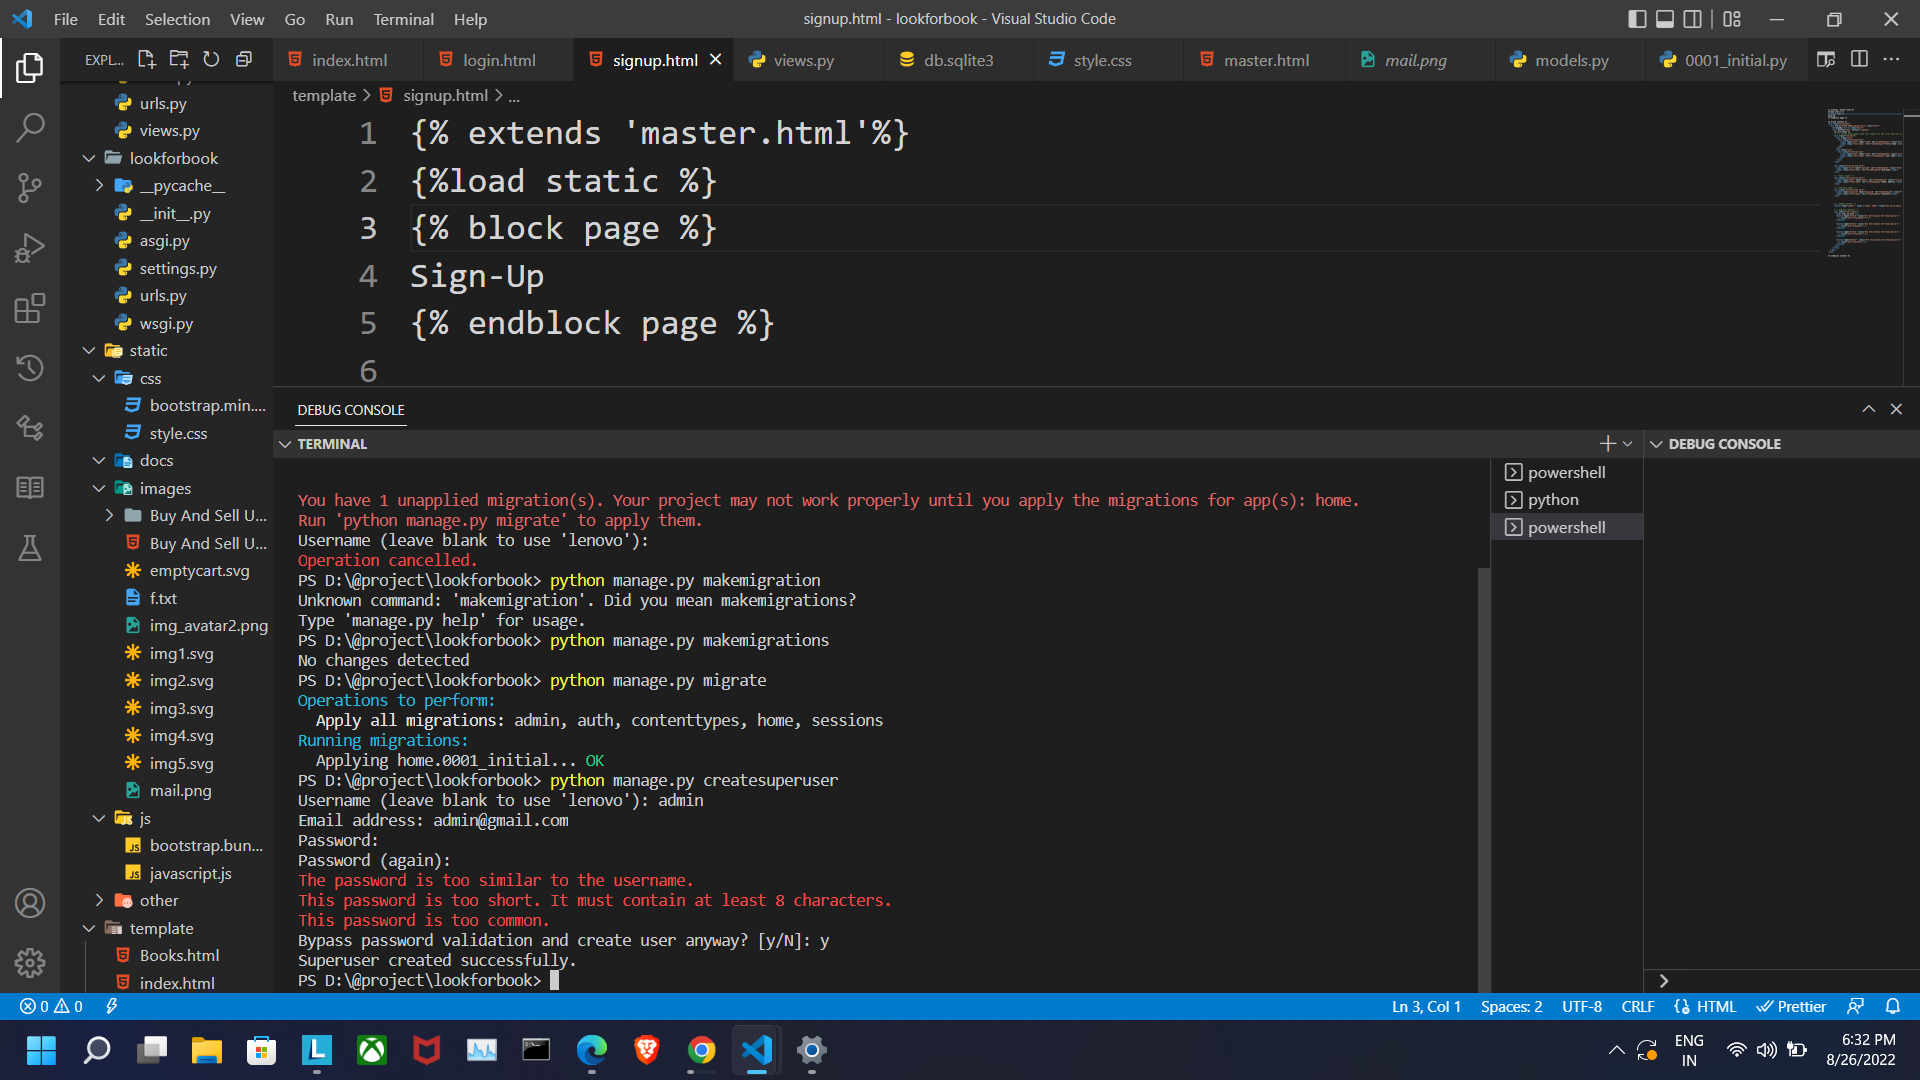 File Edit Selection View Go Run Terminal Help
signup.html - lookforbook - Visual Studio Code
EXPL...
index.html
login.html
signup.html
views.py
db.sqlite3
style.css
master.html
mail.png
models.py
0001_initial.py
urls.py
views.py
lookforbook
__pycache__
__init__.py
asgi.py
settings.py
urls.py
wsgi.py
static
css
bootstrap.min....
style.css
docs
images
Buy And Sell U...
Buy And Sell U...
emptycart.svg
f.txt
img_avatar2.png
img1.svg
img2.svg
img3.svg
img4.svg
img5.svg
mail.png
js
bootstrap.bun...
javascript.js
other
template
Books.html
index.html
template > signup.html > ...
1 {% extends 'master.html'%}
2 {%load static %}
3 {% block page %}
4 Sign-Up
5 {% endblock page %}
6
DEBUG CONSOLE
TERMINAL
You have 1 unapplied migration(s). Your project may not work properly until you apply the migrations for app(s): home.
Run 'python manage.py migrate' to apply them.
Username (leave blank to use 'lenovo'):
Operation cancelled.
PS D:\@project\lookforbook> python manage.py makemigration
Unknown command: 'makemigration'. Did you mean makemigrations?
Type 'manage.py help' for usage.
PS D:\@project\lookforbook> python manage.py makemigrations
No changes detected
PS D:\@project\lookforbook> python manage.py migrate
Operations to perform:
Apply all migrations: admin, auth, contenttypes, home, sessions
Running migrations:
Applying home.0001_initial... OK
PS D:\@project\lookforbook> python manage.py createsuperuser
Username (leave blank to use 'lenovo'): admin
Email address: admin@gmail.com
Password:
Password (again):
The password is too similar to the username.
This password is too short. It must contain at least 8 characters.
This password is too common.
Bypass password validation and create user anyway? [y/N]: y
Superuser created successfully.
PS D:\@project\lookforbook>
powershell
python
powershell
DEBUG CONSOLE
0 0
Ln 3, Col 1 Spaces: 2 UTF-8 CRLF HTML Prettier
ENG
IN
6:32 PM
8/26/2022